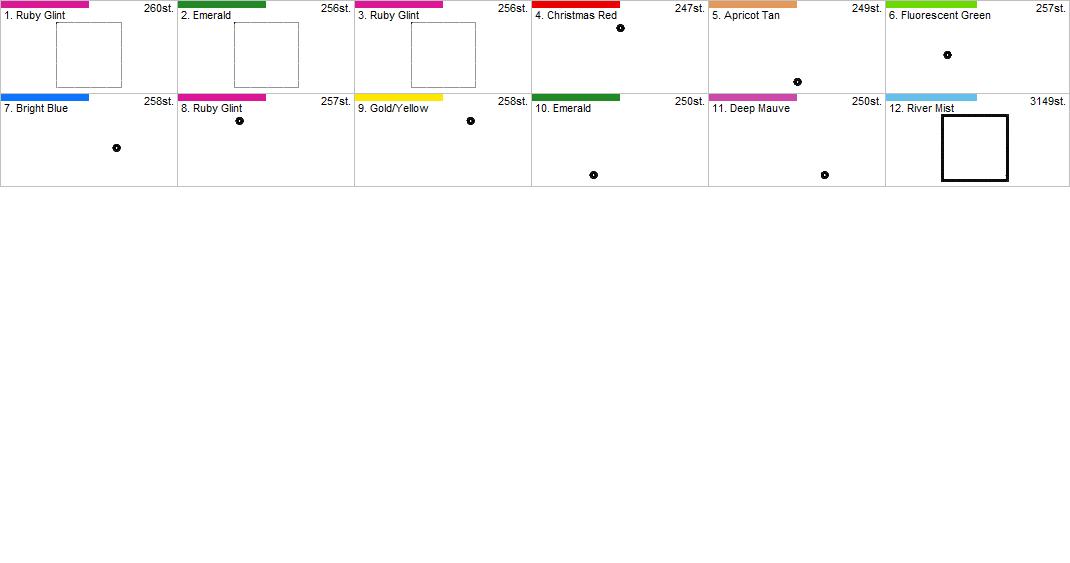 1. Ruby Glint 260st.
2. Emerald 256st.
3. Ruby Glint 256st.
4. Christmas Red 247st.
5. Apricot Tan 249st.
6. Fluorescent Green 257st.
7. Bright Blue 258st.
8. Ruby Glint 257st.
9. Gold/Yellow 258st.
10. Emerald 250st.
11. Deep Mauve 250st.
12. River Mist 3149st.